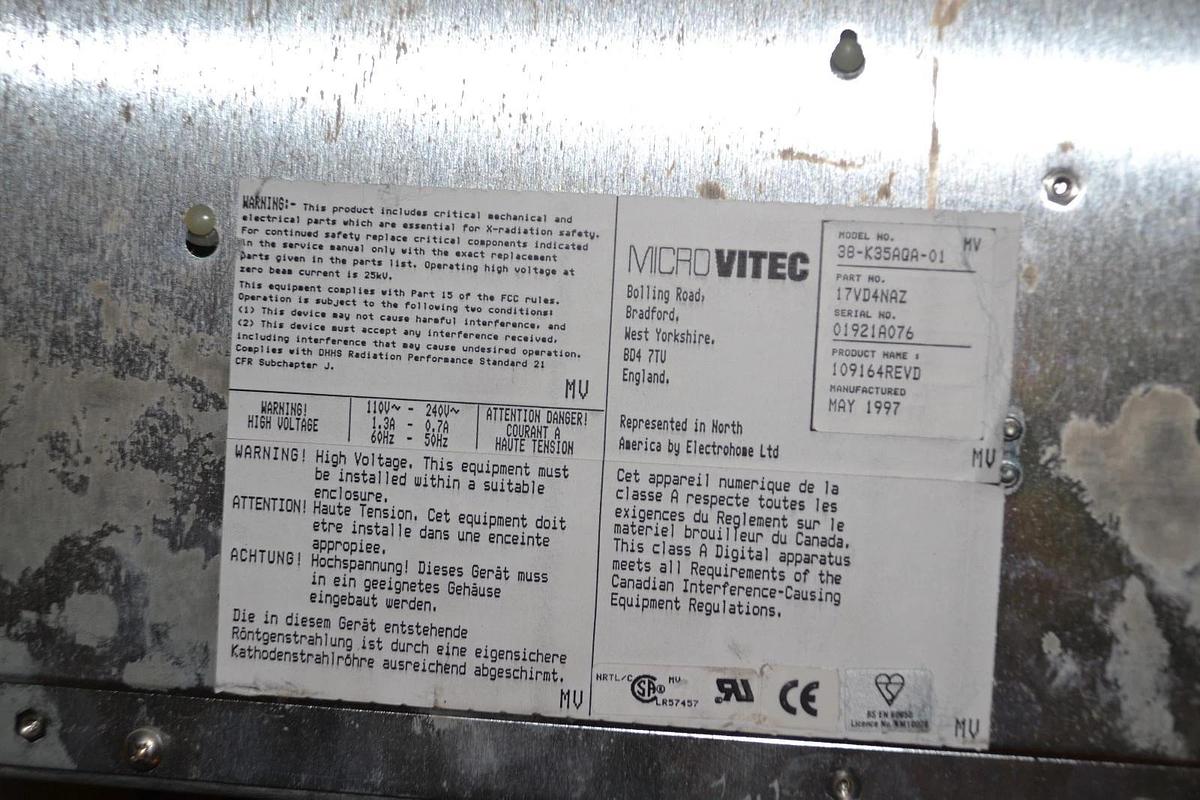 WARNING:- This product includes critical mechanical and
electrical parts which are essential for X-radiation safety.
For continued safety replace critical components indicated
in the service manual only with the exact replacement
parts given in the parts list. Operating high voltage at
zero beam current is 25kV.
This equipment complies with Part 15 of the FCC rules.
Operation is subject to the following two conditions:
(1) This device may not cause harmful interference, and
(2) This device must accept any interference received,
including interference that may cause undesired operation.
Complies with DHHS Radiation Performance Standard 21
CFR Subchapter J.
MV
WARNING!
HIGH VOLTAGE
110V~ - 240V~
1.3A - 0.7A
60Hz - 50Hz
ATTENTION DANGER!
COURANT A
HAUTE TENSION
WARNING! High Voltage. This equipment must
be installed within a suitable
enclosure.
ATTENTION! Haute Tension. Cet equipment doit
etre installe dans une enceinte
appropiee.
ACHTUNG! Hochspannung! Dieses Gerät muss
in ein geeignetes Gehäuse
eingebaut werden.
Die in diesem Gerät entstehende
Röntgenstrahlung ist durch eine eigensichere
Kathodenstrahlröhre ausreichend abgeschirmt.
MV
MICROVITEC
Bolling Road,
Bradford,
West Yorkshire,
BD4 7TU
England.
Represented in North
America by Electrohome Ltd
MODEL NO.
MV
38-K35AQA-01
PART NO.
17VD4NAZ
SERIAL NO.
01921A076
PRODUCT NAME :
109164REVD
MANUFACTURED
MAY 1997
MV
Cet appareil numerique de la
classe A respecte toutes les
exigences du Reglement sur le
materiel brouilleur du Canada.
This class A Digital apparatus
meets all Requirements of the
Canadian Interference-Causing
Equipment Regulations.
NRTL/C SA® MV
LR57457
RU
CE
BS EN 60950
Licence No.
MV